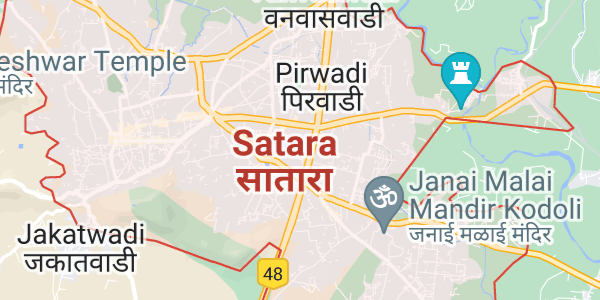 वनवासवाडी
eshwar Temple
मंदिर
Pirwadi
पिरवाडी
Satara
सातारा
Janai Malai
Mandir Kodoli
जनाई मळाई मंदिर
Jakatwadi
जकातवाडी
48